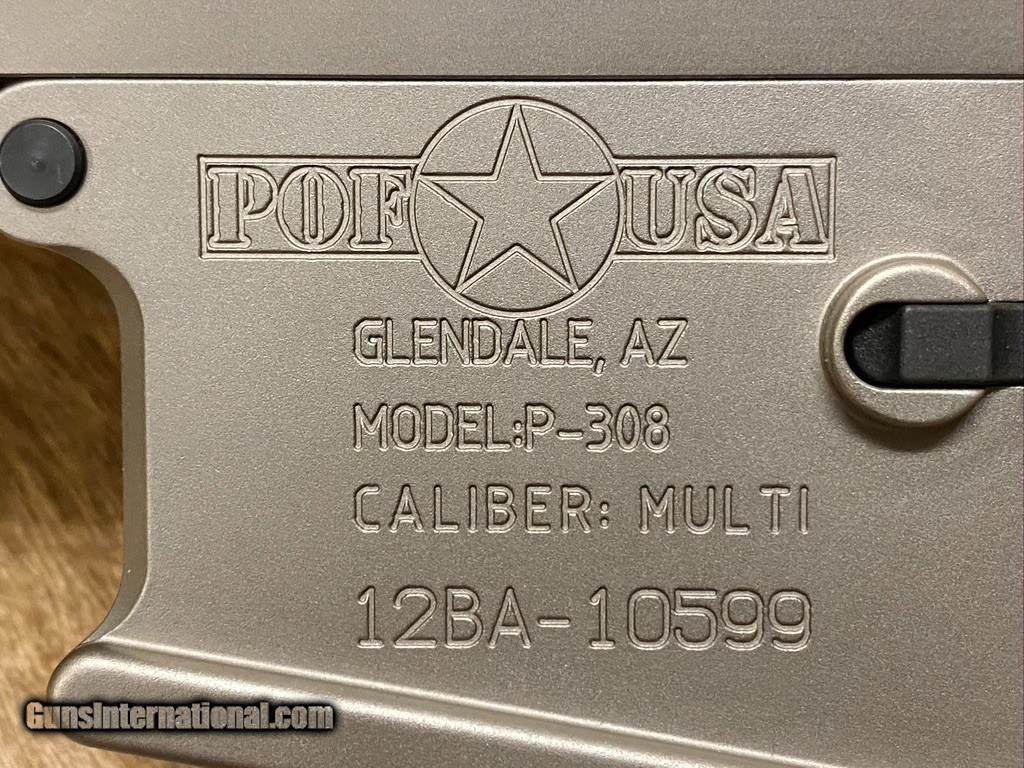 POF USA
GLENDALE, AZ
MODEL:P-308
CALIBER: MULTI
12BA-10599
GunsInternational.com